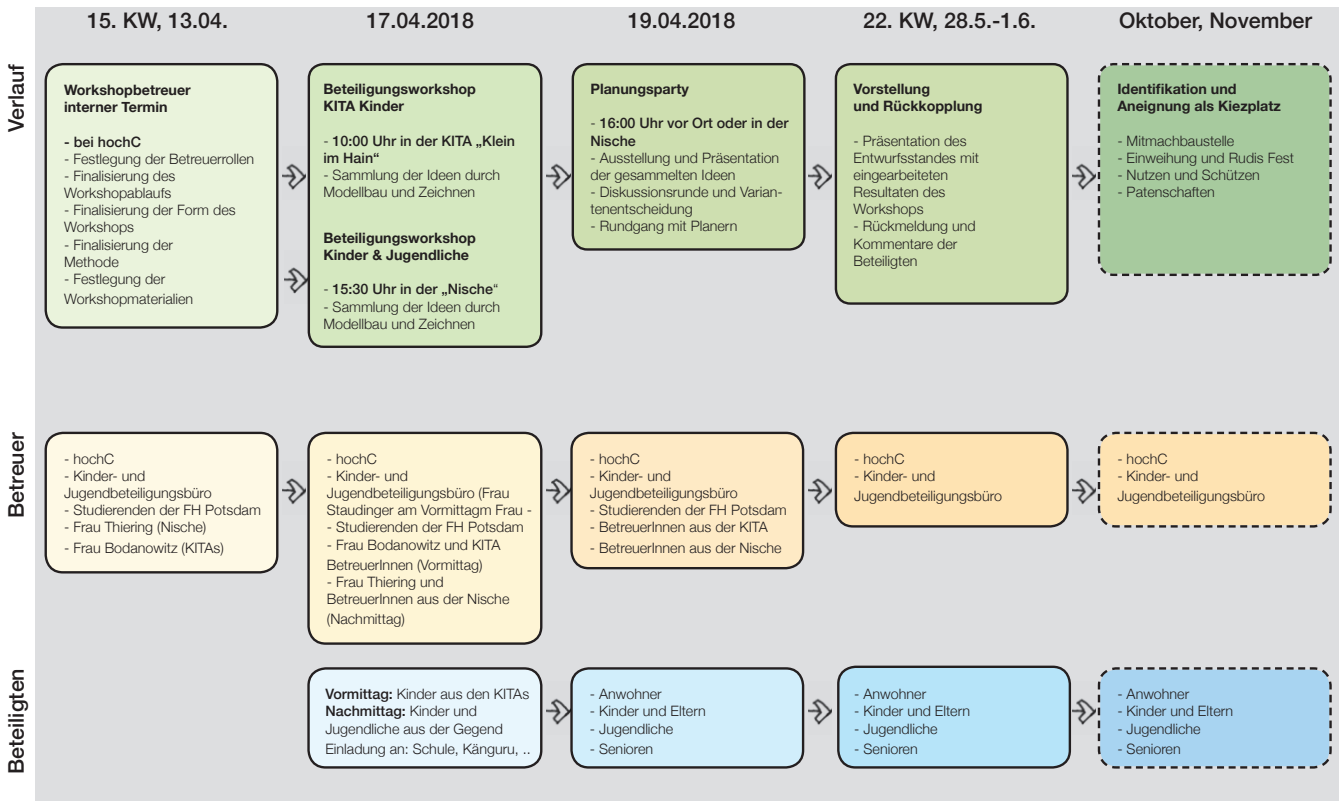 15. KW, 13.04.
17.04.2018
19.04.2018
22. KW, 28.5.-1.6.
Oktober, November
Verlauf
Workshopbetreuer
interner Termin
- bei hochC
- Festlegung der Betreuerrollen
- Finalisierung des
Workshopablaufs
- Finalisierung der Form des
Workshops
- Finalisierung der
Methode
- Festlegung der
Workshopmaterialien
Beteiligungsworkshop
KITA Kinder
- 10:00 Uhr in der KITA „Klein
im Hain“
- Sammlung der Ideen durch
Modellbau und Zeichnen
Beteiligungsworkshop
Kinder & Jugendliche
- 15:30 Uhr in der „Nische“
- Sammlung der Ideen durch
Modellbau und Zeichnen
Planungsparty
- 16:00 Uhr vor Ort oder in der
Nische
- Ausstellung und Präsentation
der gesammelten Ideen
- Diskussionsrunde und Varian-
tenentscheidung
- Rundgang mit Planern
Vorstellung
und Rückkopplung
- Präsentation des
Entwurfsstandes mit
eingearbeiteten
Resultaten des
Workshops
- Rückmeldung und
Kommentare der
Beteiligten
Identifikation und
Aneignung als Kiezplatz
- Mitmachbaustelle
- Einweihung und Rudis Fest
- Nutzen und Schützen
- Patenschaften
Betreuer
- hochC
- Kinder- und
Jugendbeteiligungsbüro
- Studierenden der FH Potsdam
- Frau Thiering (Nische)
- Frau Bodanowitz (KITAs)
- hochC
- Kinder- und
Jugendbeteiligungsbüro (Frau
Staudinger am Vormittagm Frau -
- Studierenden der FH Potsdam
- Frau Bodanowitz und KITA
BetreuerInnen (Vormittag)
- Frau Thiering und
BetreuerInnen aus der Nische
(Nachmittag)
- hochC
- Kinder- und
Jugendbeteiligungsbüro
- Studierenden der FH Potsdam
- BetreuerInnen aus der KITA
- BetreuerInnen aus der Nische
- hochC
- Kinder- und
Jugendbeteiligungsbüro
- hochC
- Kinder- und
Jugendbeteiligungsbüro
Beteiligten
Vormittag: Kinder aus den KITAs
Nachmittag: Kinder und
Jugendliche aus der Gegend
Einladung an: Schule, Känguru, ..
- Anwohner
- Kinder und Eltern
- Jugendliche
- Senioren
- Anwohner
- Kinder und Eltern
- Jugendliche
- Senioren
- Anwohner
- Kinder und Eltern
- Jugendliche
- Senioren